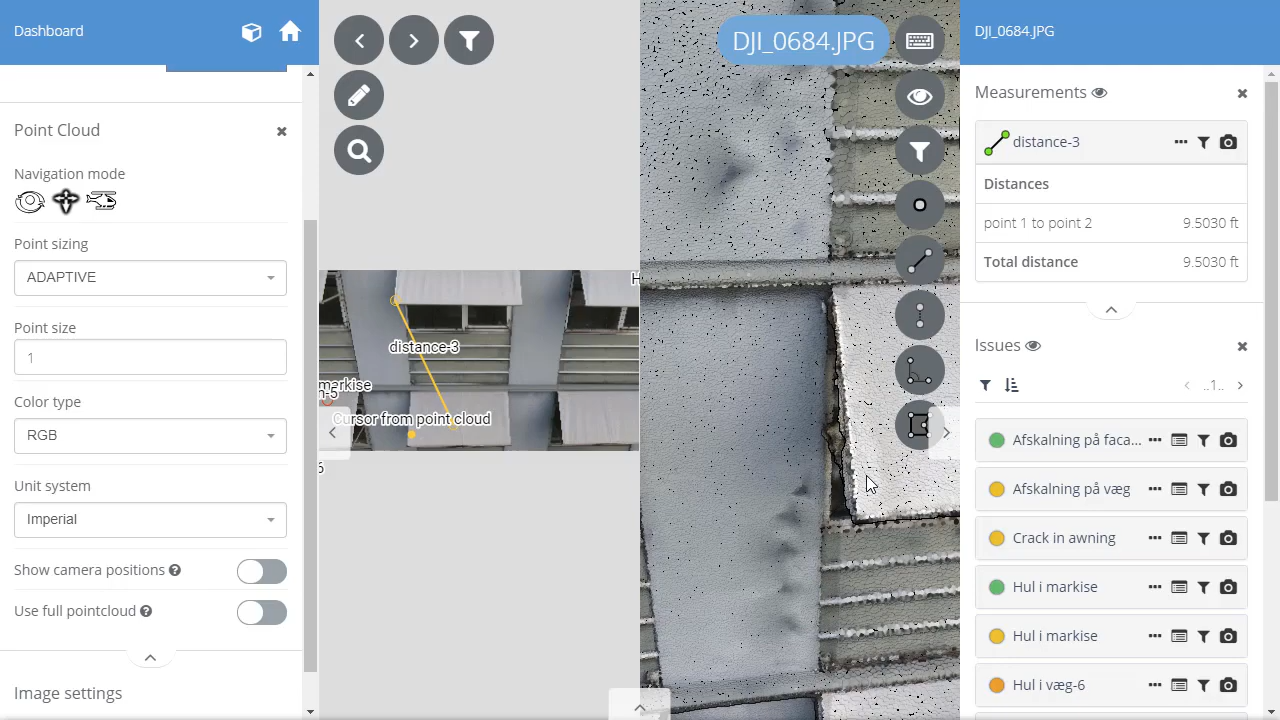 Dashboard
Point Cloud
Navigation mode
Point sizing
ADAPTIVE
Point size
1
Color type
RGB
Unit system
Imperial
Show camera positions
Use full pointcloud
Image settings
distance-3
markise
n-5
Cursor from point cloud
6
H
DJI_0684.JPG
DJI_0684.JPG
Measurements
distance-3
Distances
point 1 to point 2 9.5030 ft
Total distance 9.5030 ft
Issues
..1..
Afskalning på faca...
Afskalning på væg
Crack in awning
Hul i markise
Hul i markise
Hul i væg-6